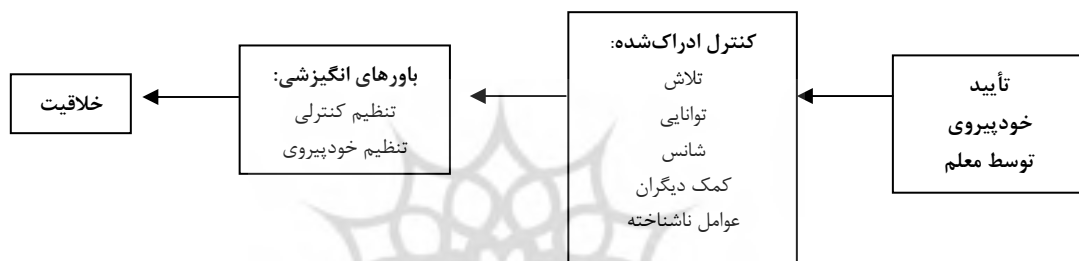 تأیید
خودپیروی
توسط معلم
کنترل ادراک‌شده:
تلاش
توانایی
شانس
کمک دیگران
عوامل ناشناخته
باورهای انگیزشی:
تنظیم کنترلی
تنظیم خودپیروی
خلاقیت